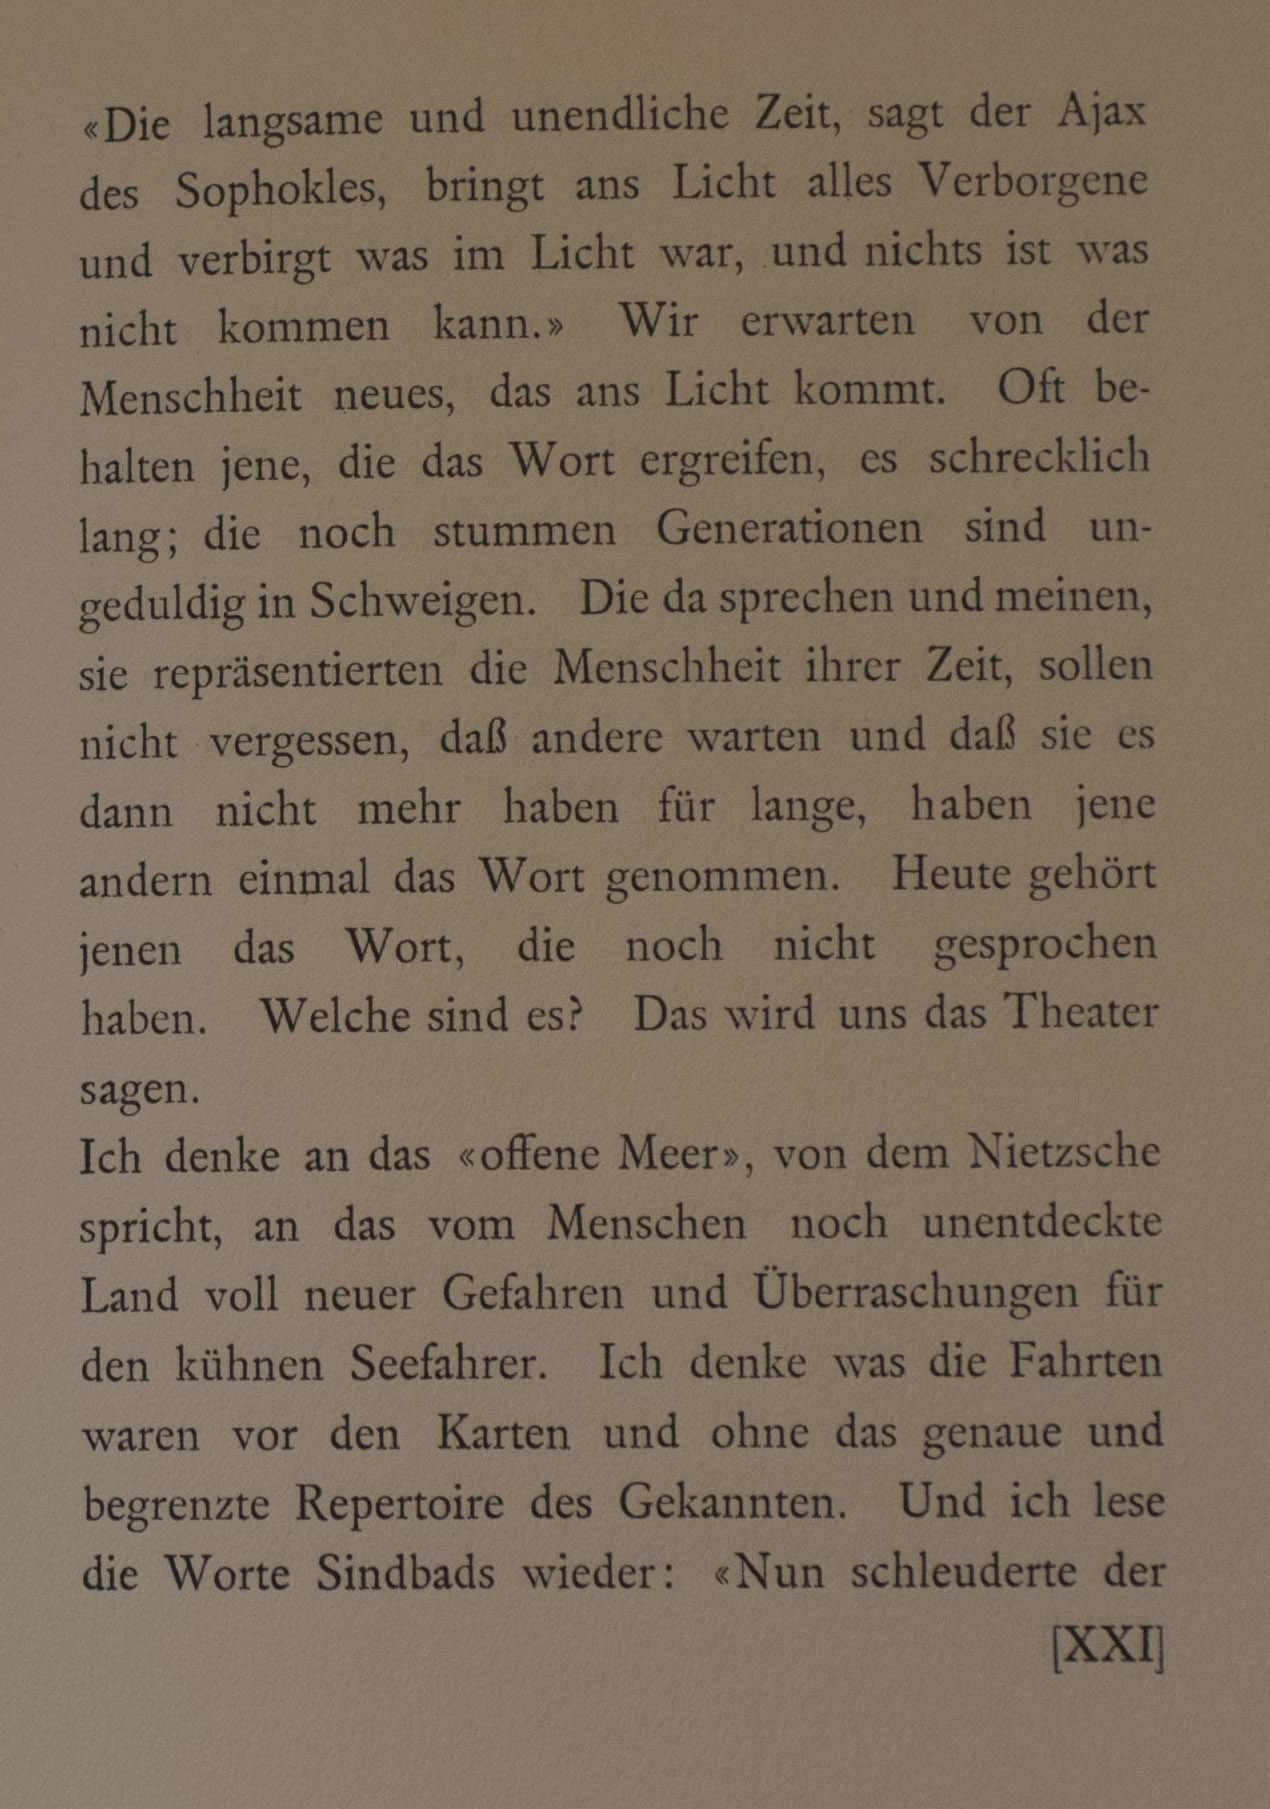 «Die langsame und unendliche Zeit, sagt der Ajax
des Sophokles, bringt ans Licht alles Verborgene
und verbirgt was im Licht war, und nichts ist was
nicht kommen kann.» Wir erwarten von der
Menschheit neues, das ans Licht kommt. Oft be-
halten jene, die das Wort ergreifen, es schrecklich
lang; die noch stummen Generationen sind un-
geduldig in Schweigen. Die da sprechen und meinen,
sie repräsentierten die Menschheit ihrer Zeit, sollen
nicht vergessen, daß andere warten und daß sie es
dann nicht mehr haben für lange, haben jene
andern einmal das Wort genommen. Heute gehört
jenen das Wort, die noch nicht gesprochen
haben. Welche sind es? Das wird uns das Theater
sagen.
Ich denke an das «offene Meer», von dem Nietzsche
spricht, an das vom Menschen noch unentdeckte
Land voll neuer Gefahren und Überraschungen für
den kühnen Seefahrer. Ich denke was die Fahrten
waren vor den Karten und ohne das genaue und
begrenzte Repertoire des Gekannten. Und ich lese
die Worte Sindbads wieder: «Nun schleuderte der
[XXI]